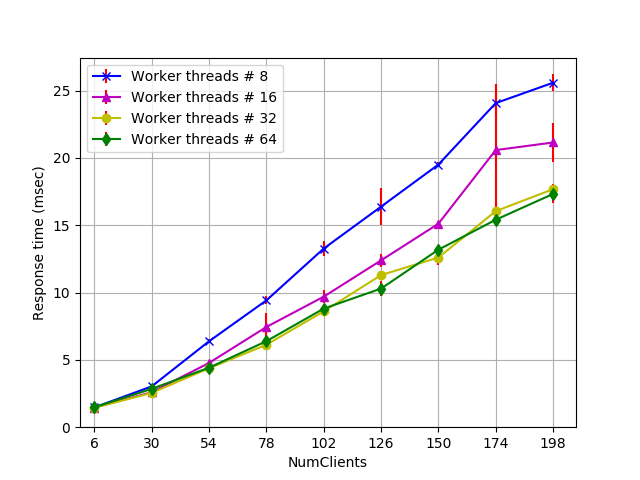 Worker threads # 8
Worker threads # 16
Worker threads # 32
Worker threads # 64
Response time (msec)
25
20
15
10
5
0
6 30 54 78 102 126 150 174 198
NumClients